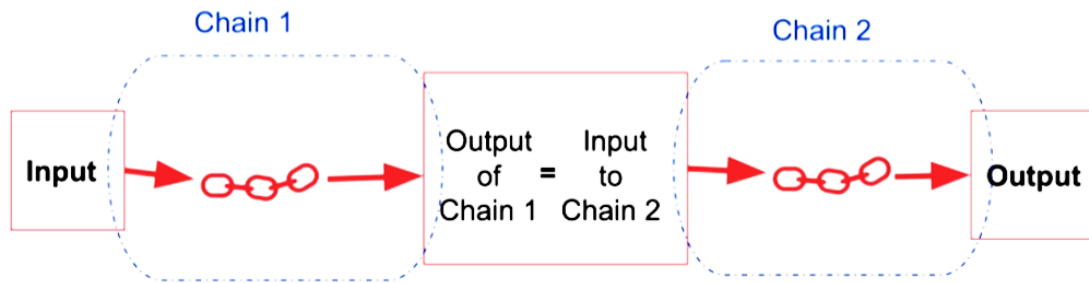 Chain 1
Chain 2
Input
Output Input
of = to
Chain 1 Chain 2
Output